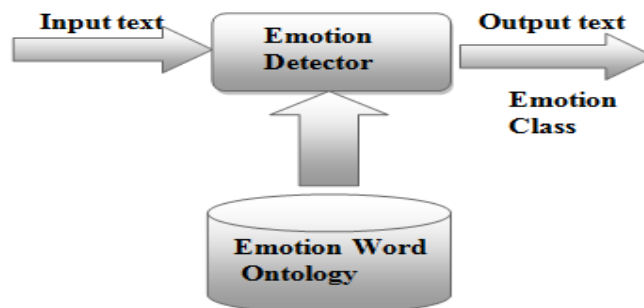 Input text
Emotion
Detector
Output text
Emotion
Class
Emotion Word
Ontology